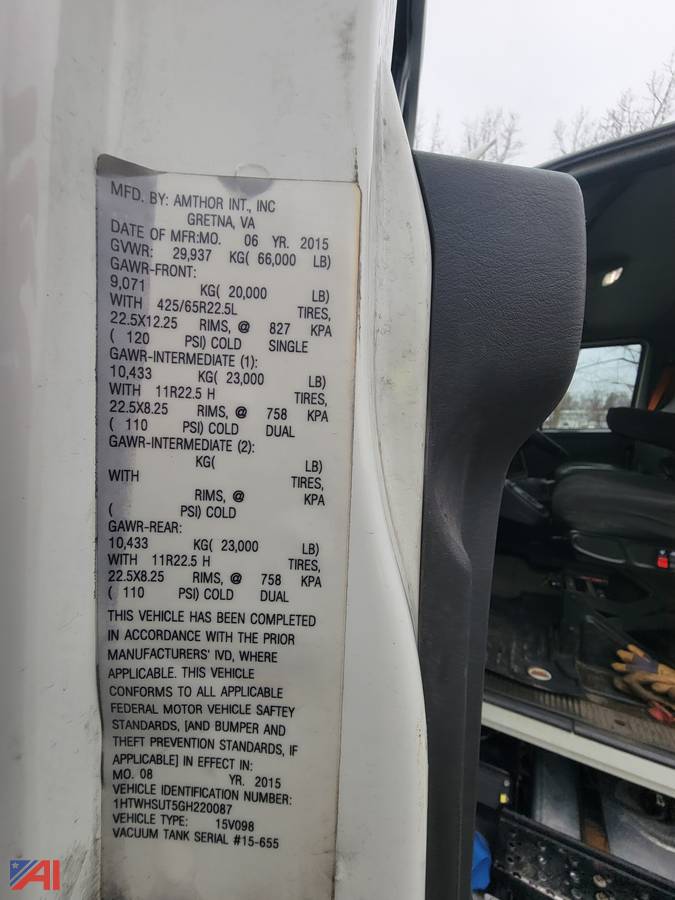 MFD. BY: AMTHOR INT., INC
GRETNA, VA
DATE OF MFR:MO. 06 YR. 2015
GVWR: 29,937 KG( 66,000 LB)
GAWR-FRONT:
9,071 KG( 20,000 LB)
WITH 425/65R22.5L TIRES,
22.5X12.25 RIMS, @ 827 KPA
( 120 PSI) COLD SINGLE
GAWR-INTERMEDIATE (1):
10,433 KG( 23,000 LB)
WITH 11R22.5 H TIRES,
22.5X8.25 RIMS, @ 758 KPA
( 110 PSI) COLD DUAL
GAWR-INTERMEDIATE (2):
KG( LB)
WITH TIRES,
RIMS, @ KPA
( PSI) COLD
GAWR-REAR:
10,433 KG( 23,000 LB)
WITH 11R22.5 H TIRES,
22.5X8.25 RIMS, @ 758 KPA
( 110 PSI) COLD DUAL
THIS VEHICLE HAS BEEN COMPLETED
IN ACCORDANCE WITH THE PRIOR
MANUFACTURERS' IVD, WHERE
APPLICABLE. THIS VEHICLE
CONFORMS TO ALL APPLICABLE
FEDERAL MOTOR VEHICLE SAFTEY
STANDARDS, [AND BUMPER AND
THEFT PREVENTION STANDARDS, IF
APPLICABLE] IN EFFECT IN:
MO. 08 YR. 2015
VEHICLE IDENTIFICATION NUMBER:
1HTWHSUT5GH220087
VEHICLE TYPE: 15V098
VACUUM TANK SERIAL #15-655
AI